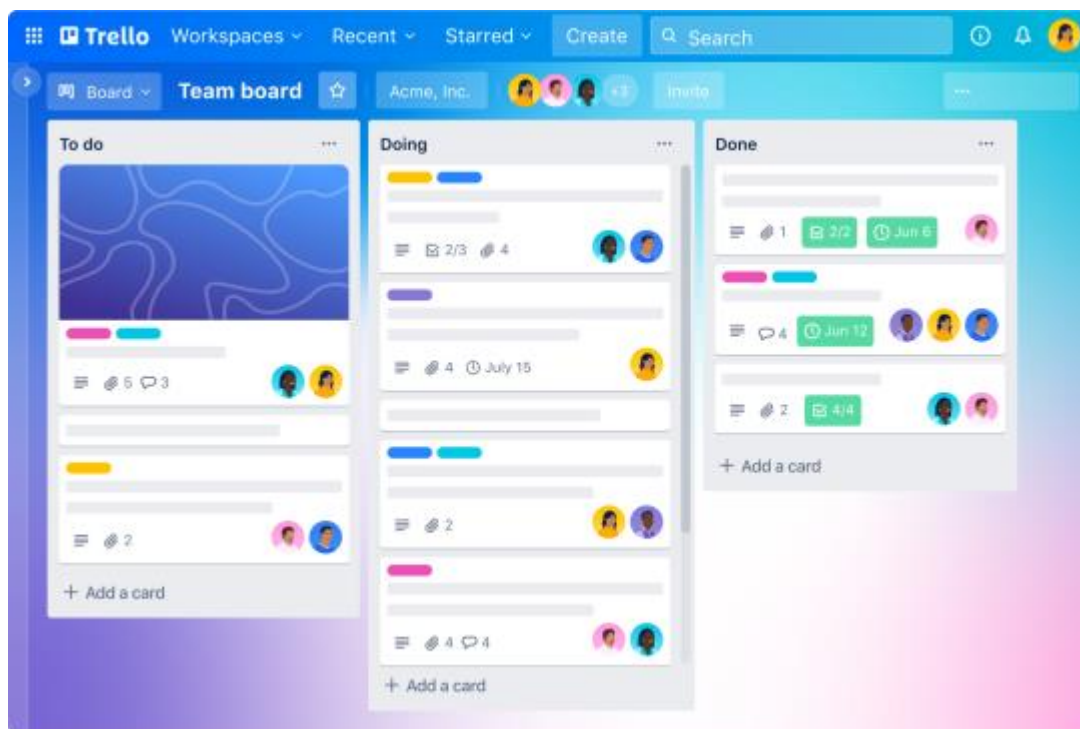 Trello Workspaces Recent Starred Create Search
Board Team board Acme, Inc. +3 Invite
To do
5 3
2
+ Add a card
Doing
2/3 4
4 July 15
2
4 4
+ Add a card
Done
1 2/2 Jun 6
4 Jun 12
2 4/4
+ Add a card